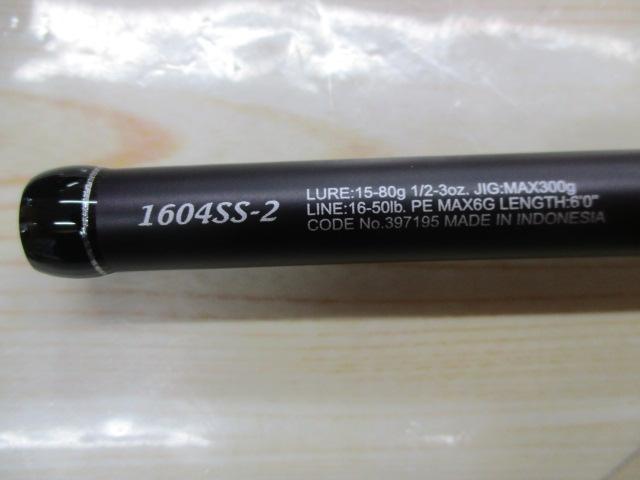 1604SS-2
LURE:15-80g 1/2-3oz. JIG:MAX300g
LINE:16-50lb. PE MAX6G LENGTH:6'0"
CODE No.397195 MADE IN INDONESIA